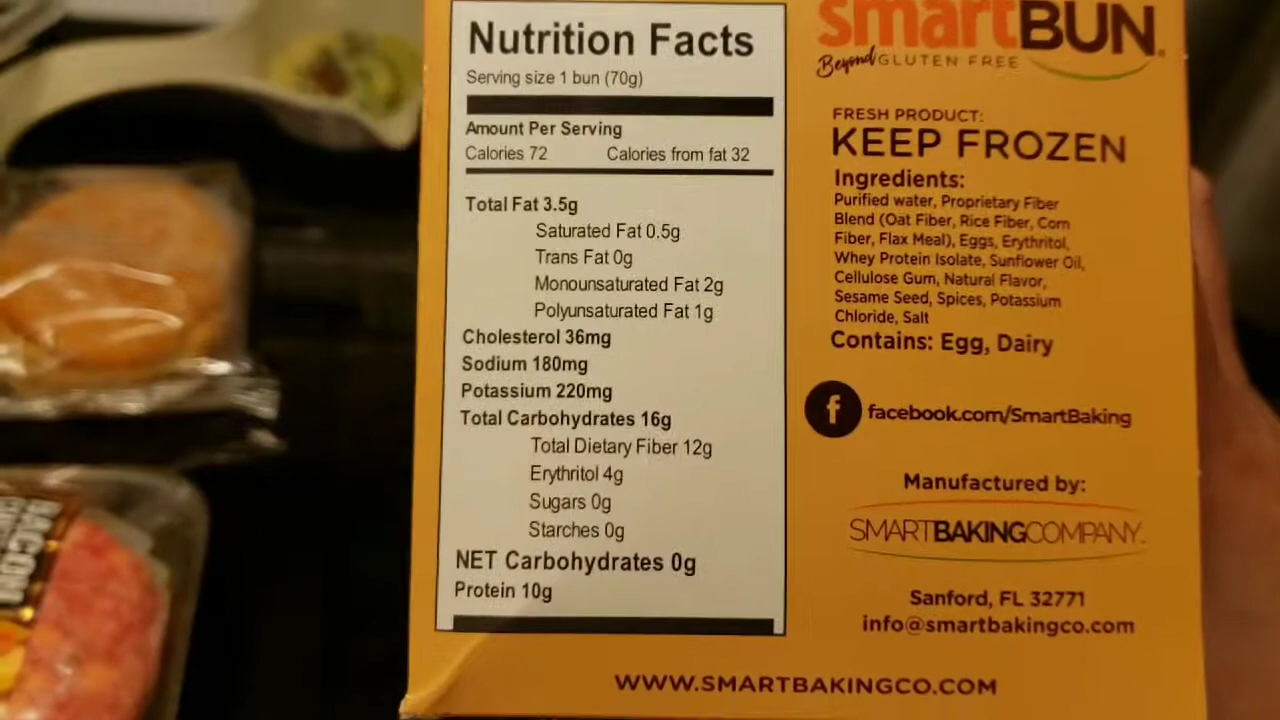 Nutrition Facts
Serving size 1 bun (70g)
Amount Per Serving
Calories 72 Calories from fat 32
Total Fat 3.5g
Saturated Fat 0.5g
Trans Fat 0g
Monounsaturated Fat 2g
Polyunsaturated Fat 1g
Cholesterol 36mg
Sodium 180mg
Potassium 220mg
Total Carbohydrates 16g
Total Dietary Fiber 12g
Erythritol 4g
Sugars 0g
Starches 0g
NET Carbohydrates 0g
Protein 10g
smartBUN®
Beyond GLUTEN FREE
FRESH PRODUCT:
KEEP FROZEN
Ingredients:
Purified water, Proprietary Fiber
Blend (Oat Fiber, Rice Fiber, Corn
Fiber, Flax Meal), Eggs, Erythritol,
Whey Protein Isolate, Sunflower Oil,
Cellulose Gum, Natural Flavor,
Sesame Seed, Spices, Potassium
Chloride, Salt
Contains: Egg, Dairy
f facebook.com/SmartBaking
Manufactured by:
SMARTBAKINGCOMPANY
Sanford, FL 32771
info@smartbakingco.com
WWW.SMARTBAKINGCO.COM
BACON